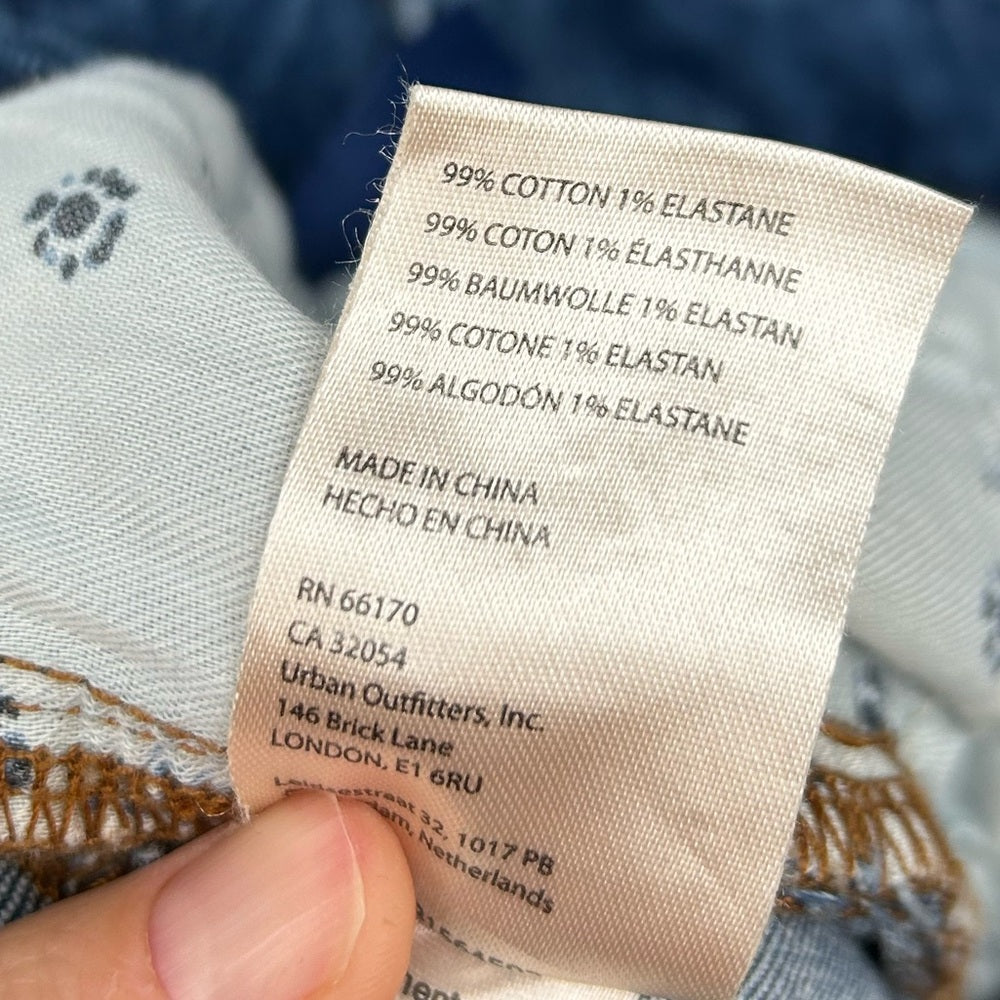 99% COTTON 1% ELASTANE
99% COTON 1% ÉLASTHANNE
99% BAUMWOLLE 1% ELASTAN
99% COTONE 1% ELASTAN
99% ALGODÓN 1% ELASTANE
MADE IN CHINA
HECHO EN CHINA
RN 66170
CA 32054
Urban Outfitters, Inc.
146 Brick Lane
LONDON, E1 6RU
32, 1017 PB
Netherlands